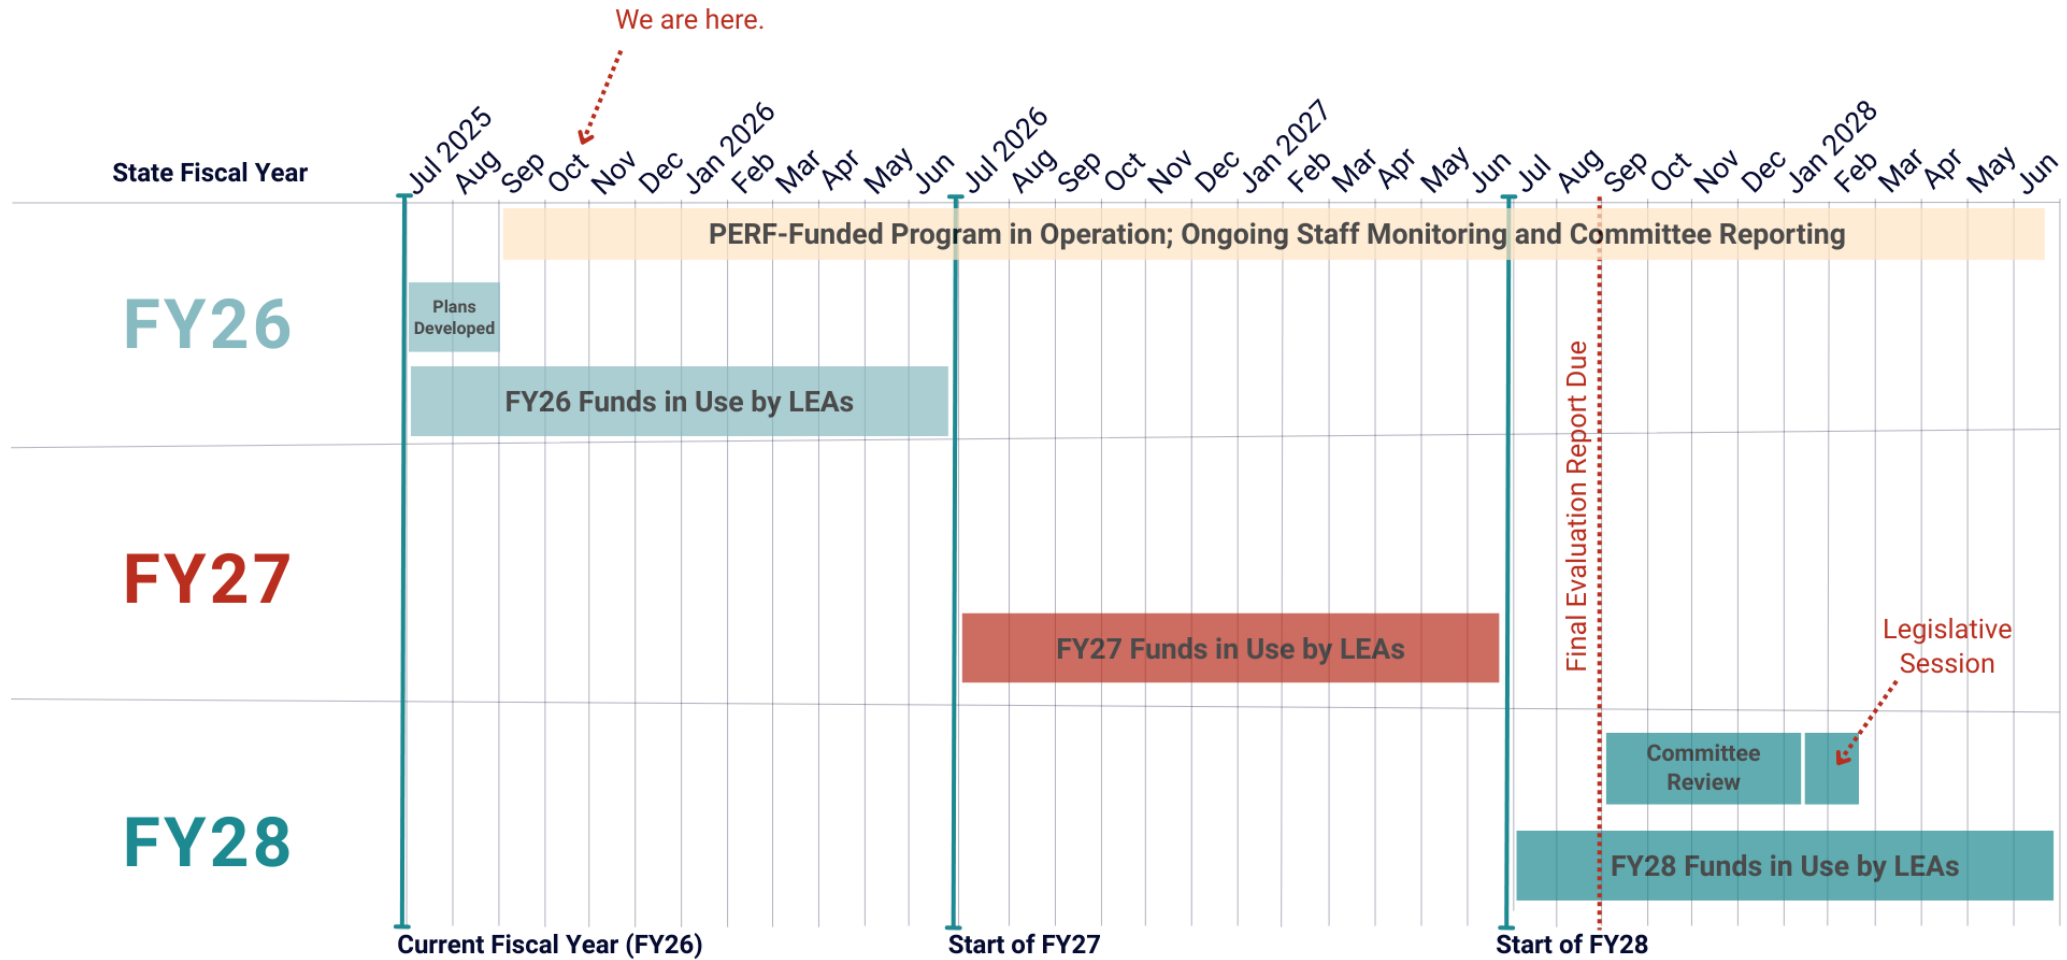 We are here.
State Fiscal Year
Jul 2025
Aug
Sep
Oct
Nov
Dec
Jan 2026
Feb
Mar
Apr
May
Jun
Jul 2026
Aug
Sep
Oct
Nov
Dec
Jan 2027
Feb
Mar
Apr
May
Jun
Jul
Aug
Sep
Oct
Nov
Dec
Jan 2028
Feb
Mar
Apr
May
Jun
PERF-Funded Program in Operation; Ongoing Staff Monitoring and Committee Reporting
FY26
Plans
Developed
FY26 Funds in Use by LEAs
Final Evaluation Report Due
FY27
FY27 Funds in Use by LEAs
Legislative
Session
FY28
Committee
Review
FY28 Funds in Use by LEAs
Current Fiscal Year (FY26)
Start of FY27
Start of FY28